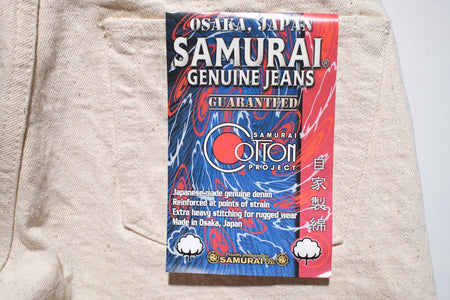 OSAKA, JAPAN
SAMURAI®
GENUINE JEANS
GUARANTEED
SAMURAI
COTTON
PROJECT
自家製綿
Japanese-made genuine denim
Reinforced at points of strain
Extra heavy stitching for rugged wear
Made in Osaka, Japan
SAMURAI